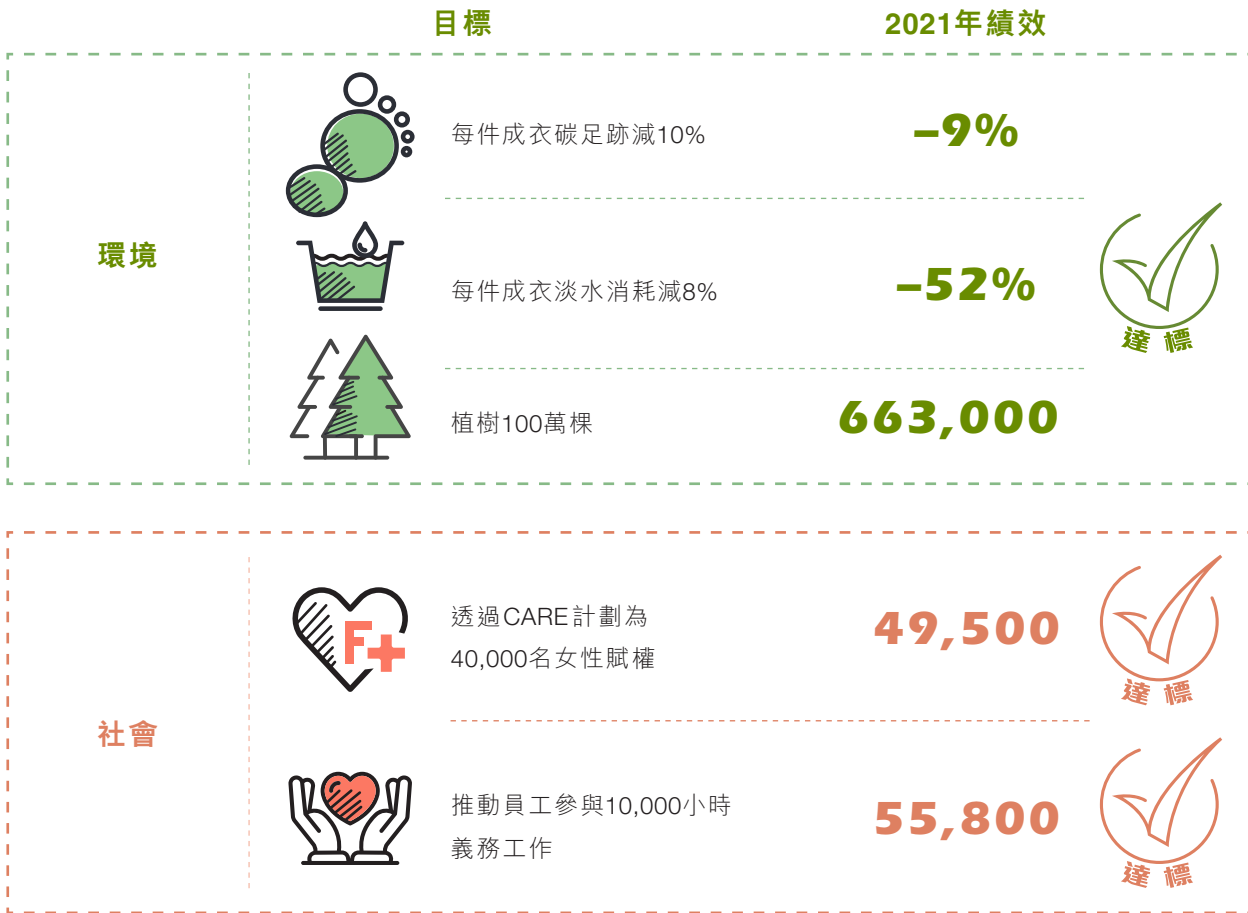 目標
2021年績效
環境
每件成衣碳足跡減10%
–9%
每件成衣淡水消耗減8%
–52%
達標
植樹100萬棵
663,000
社會
透過CARE計劃為
40,000名女性賦權
F+
49,500
達標
推動員工參與10,000小時
義務工作
55,800
達標